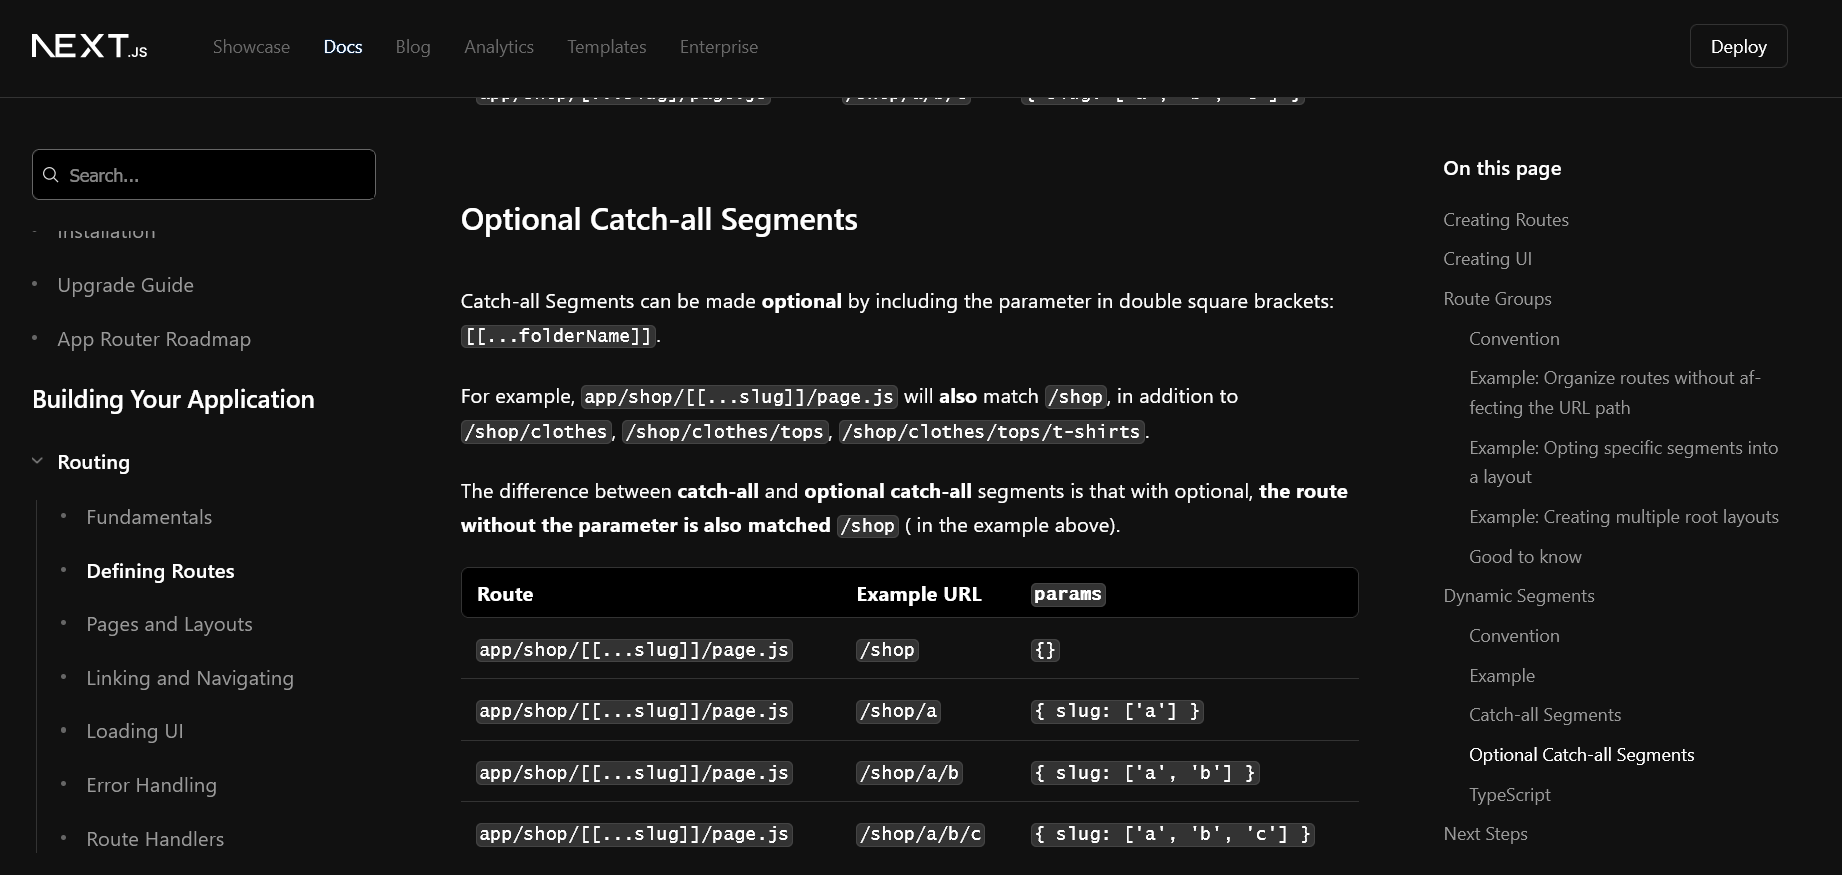 NEXT.JS
Showcase Docs Blog Analytics Templates Enterprise
Deploy
Search...
Installation
Upgrade Guide
App Router Roadmap
Building Your Application
Routing
Fundamentals
Defining Routes
Pages and Layouts
Linking and Navigating
Loading UI
Error Handling
Route Handlers
app/shop/[...slug]/page.js /shop/a/b/c { slug: ['a', 'b', 'c'] }
Optional Catch-all Segments
Catch-all Segments can be made optional by including the parameter in double square brackets:
[[...folderName]].
For example, app/shop/[[...slug]]/page.js will also match /shop, in addition to
/shop/clothes, /shop/clothes/tops, /shop/clothes/tops/t-shirts.
The difference between catch-all and optional catch-all segments is that with optional, the route
without the parameter is also matched /shop ( in the example above).
Route Example URL params
app/shop/[[...slug]]/page.js /shop {}
app/shop/[[...slug]]/page.js /shop/a { slug: ['a'] }
app/shop/[[...slug]]/page.js /shop/a/b { slug: ['a', 'b'] }
app/shop/[[...slug]]/page.js /shop/a/b/c { slug: ['a', 'b', 'c'] }
On this page
Creating Routes
Creating UI
Route Groups
Convention
Example: Organize routes without af-
fecting the URL path
Example: Opting specific segments into
a layout
Example: Creating multiple root layouts
Good to know
Dynamic Segments
Convention
Example
Catch-all Segments
Optional Catch-all Segments
TypeScript
Next Steps